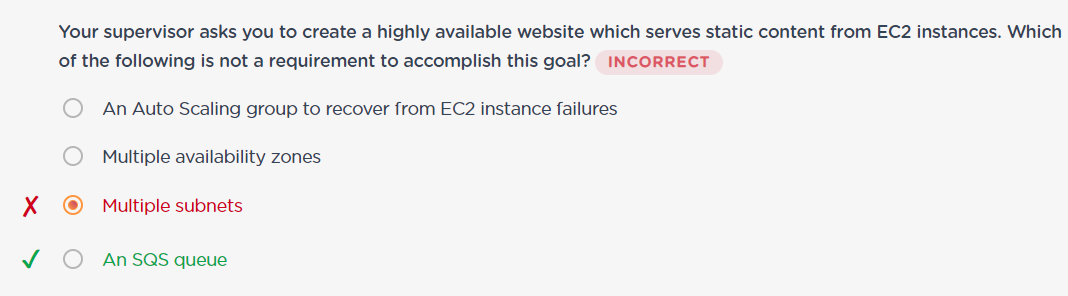 Your supervisor asks you to create a highly available website which serves static content from EC2 instances. Which
of the following is not a requirement to accomplish this goal? INCORRECT
An Auto Scaling group to recover from EC2 instance failures
Multiple availability zones
✗ Multiple subnets
✓ An SQS queue